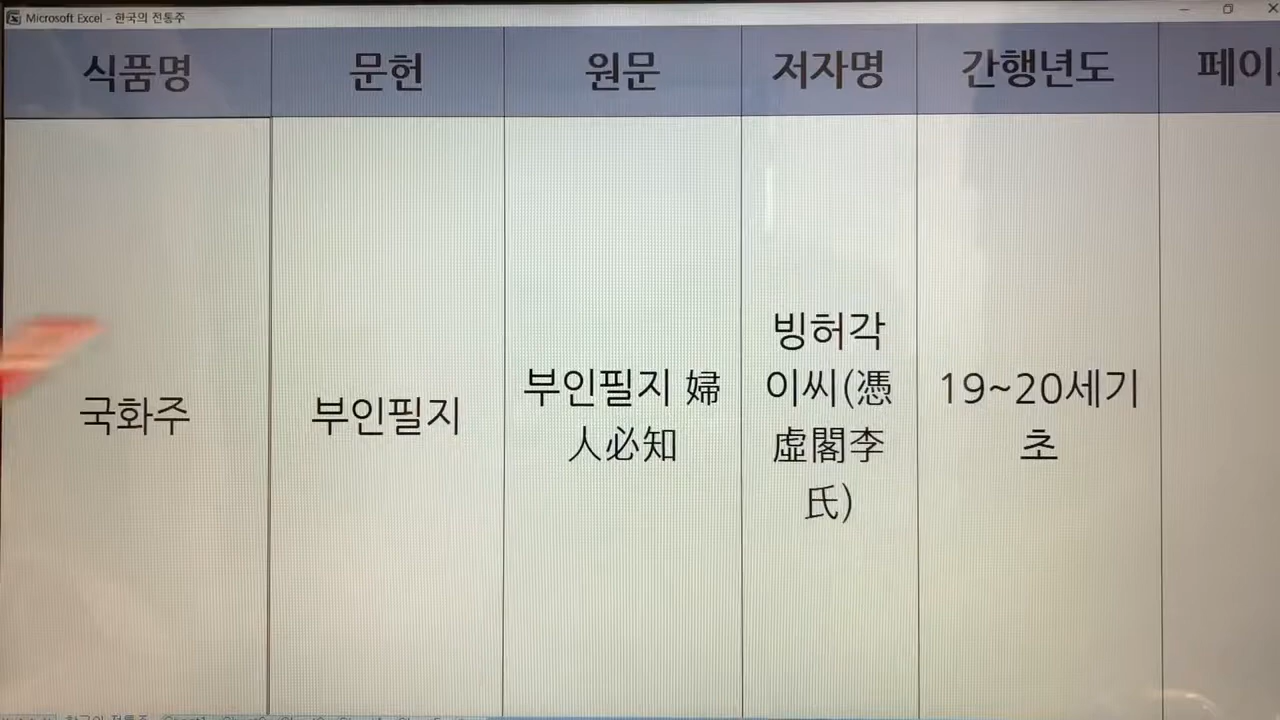 Microsoft Excel - 한국의 전통주
식품명
문헌
원문
저자명
간행년도
페이
국화주
부인필지
부인필지 婦
人必知
빙허각
이씨(憑
虛閣李
氏)
19~20세기
초